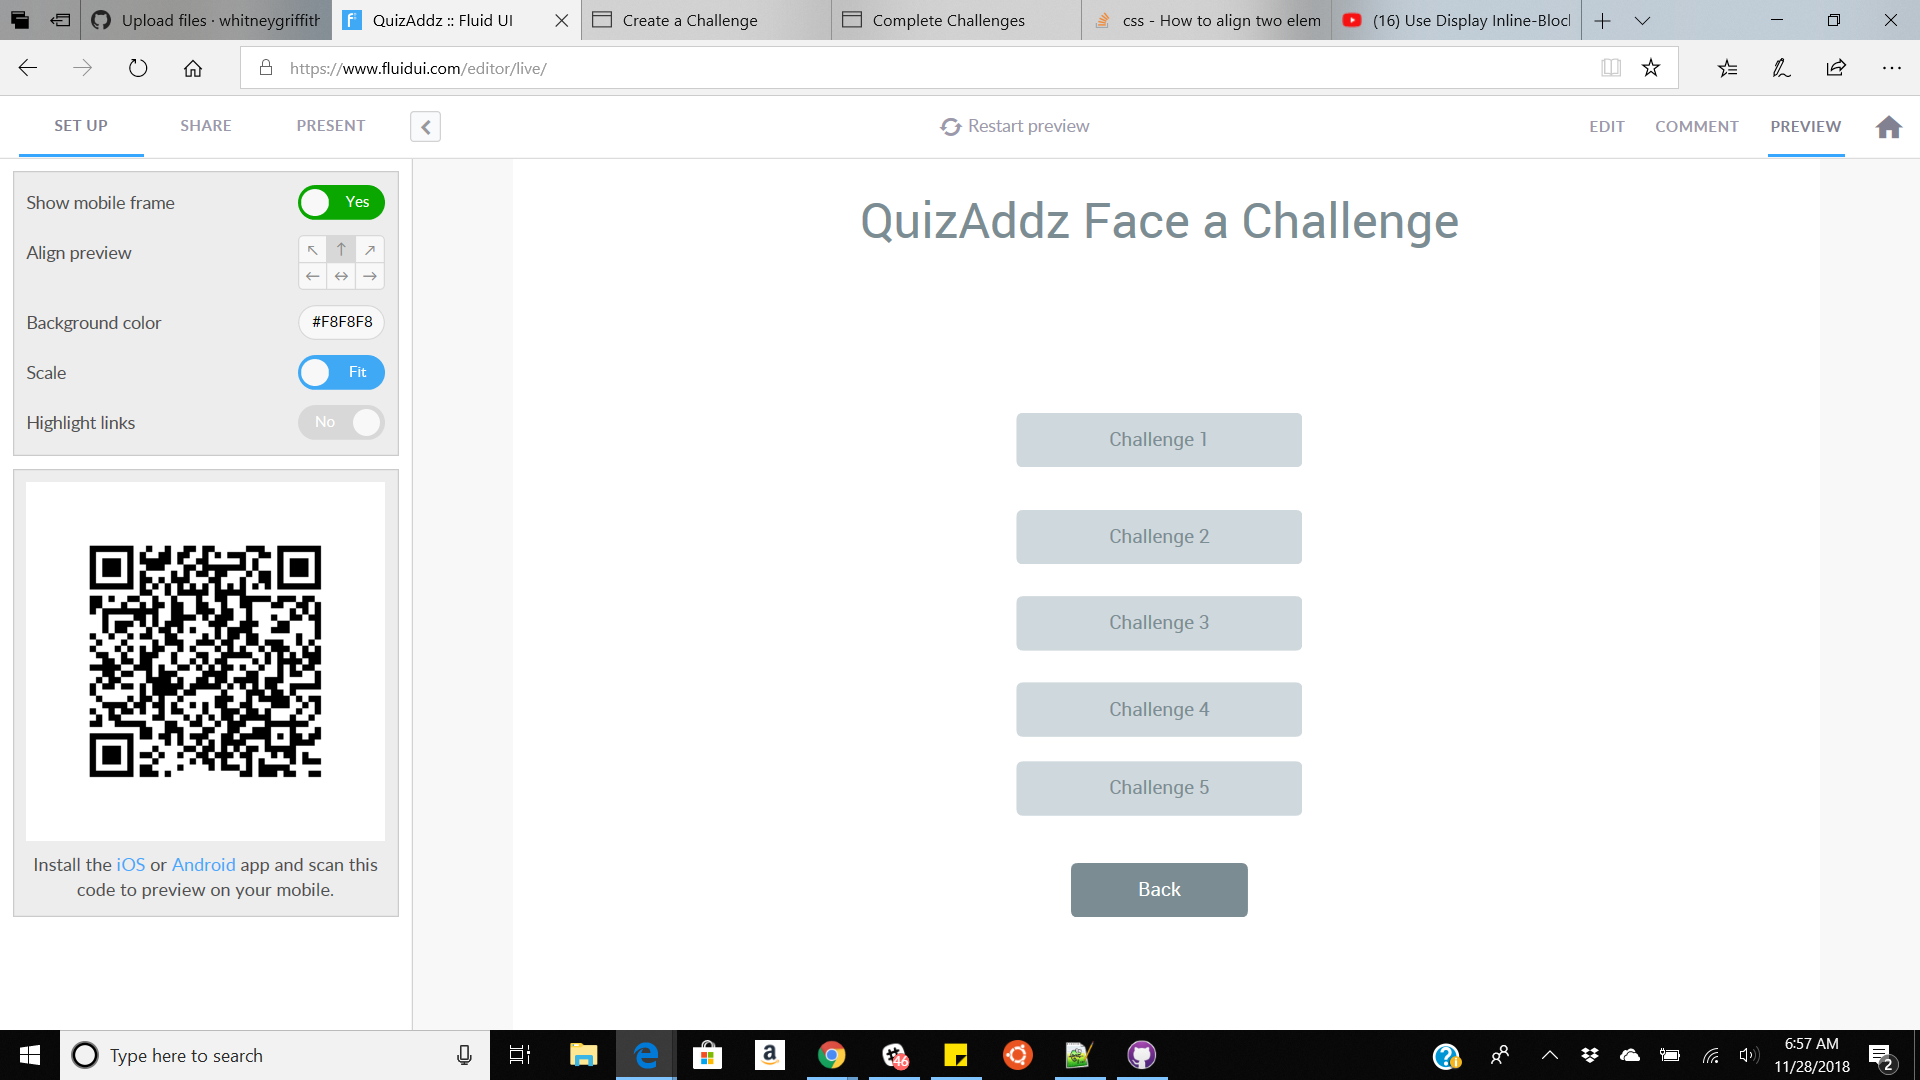 Upload files · whitneygriffith
QuizAddz :: Fluid UI
Create a Challenge
Complete Challenges
css - How to align two elem
(16) Use Display Inline-Bloc
https://www.fluidui.com/editor/live/
SET UP
SHARE
PRESENT
Restart preview
EDIT
COMMENT
PREVIEW
Show mobile frame
Yes
Align preview
Background color
#F8F8F8
Scale
Fit
Highlight links
No
Install the iOS or Android app and scan this
code to preview on your mobile.
QuizAddz Face a Challenge
Challenge 1
Challenge 2
Challenge 3
Challenge 4
Challenge 5
Back
Type here to search
46
6:57 AM
11/28/2018
2